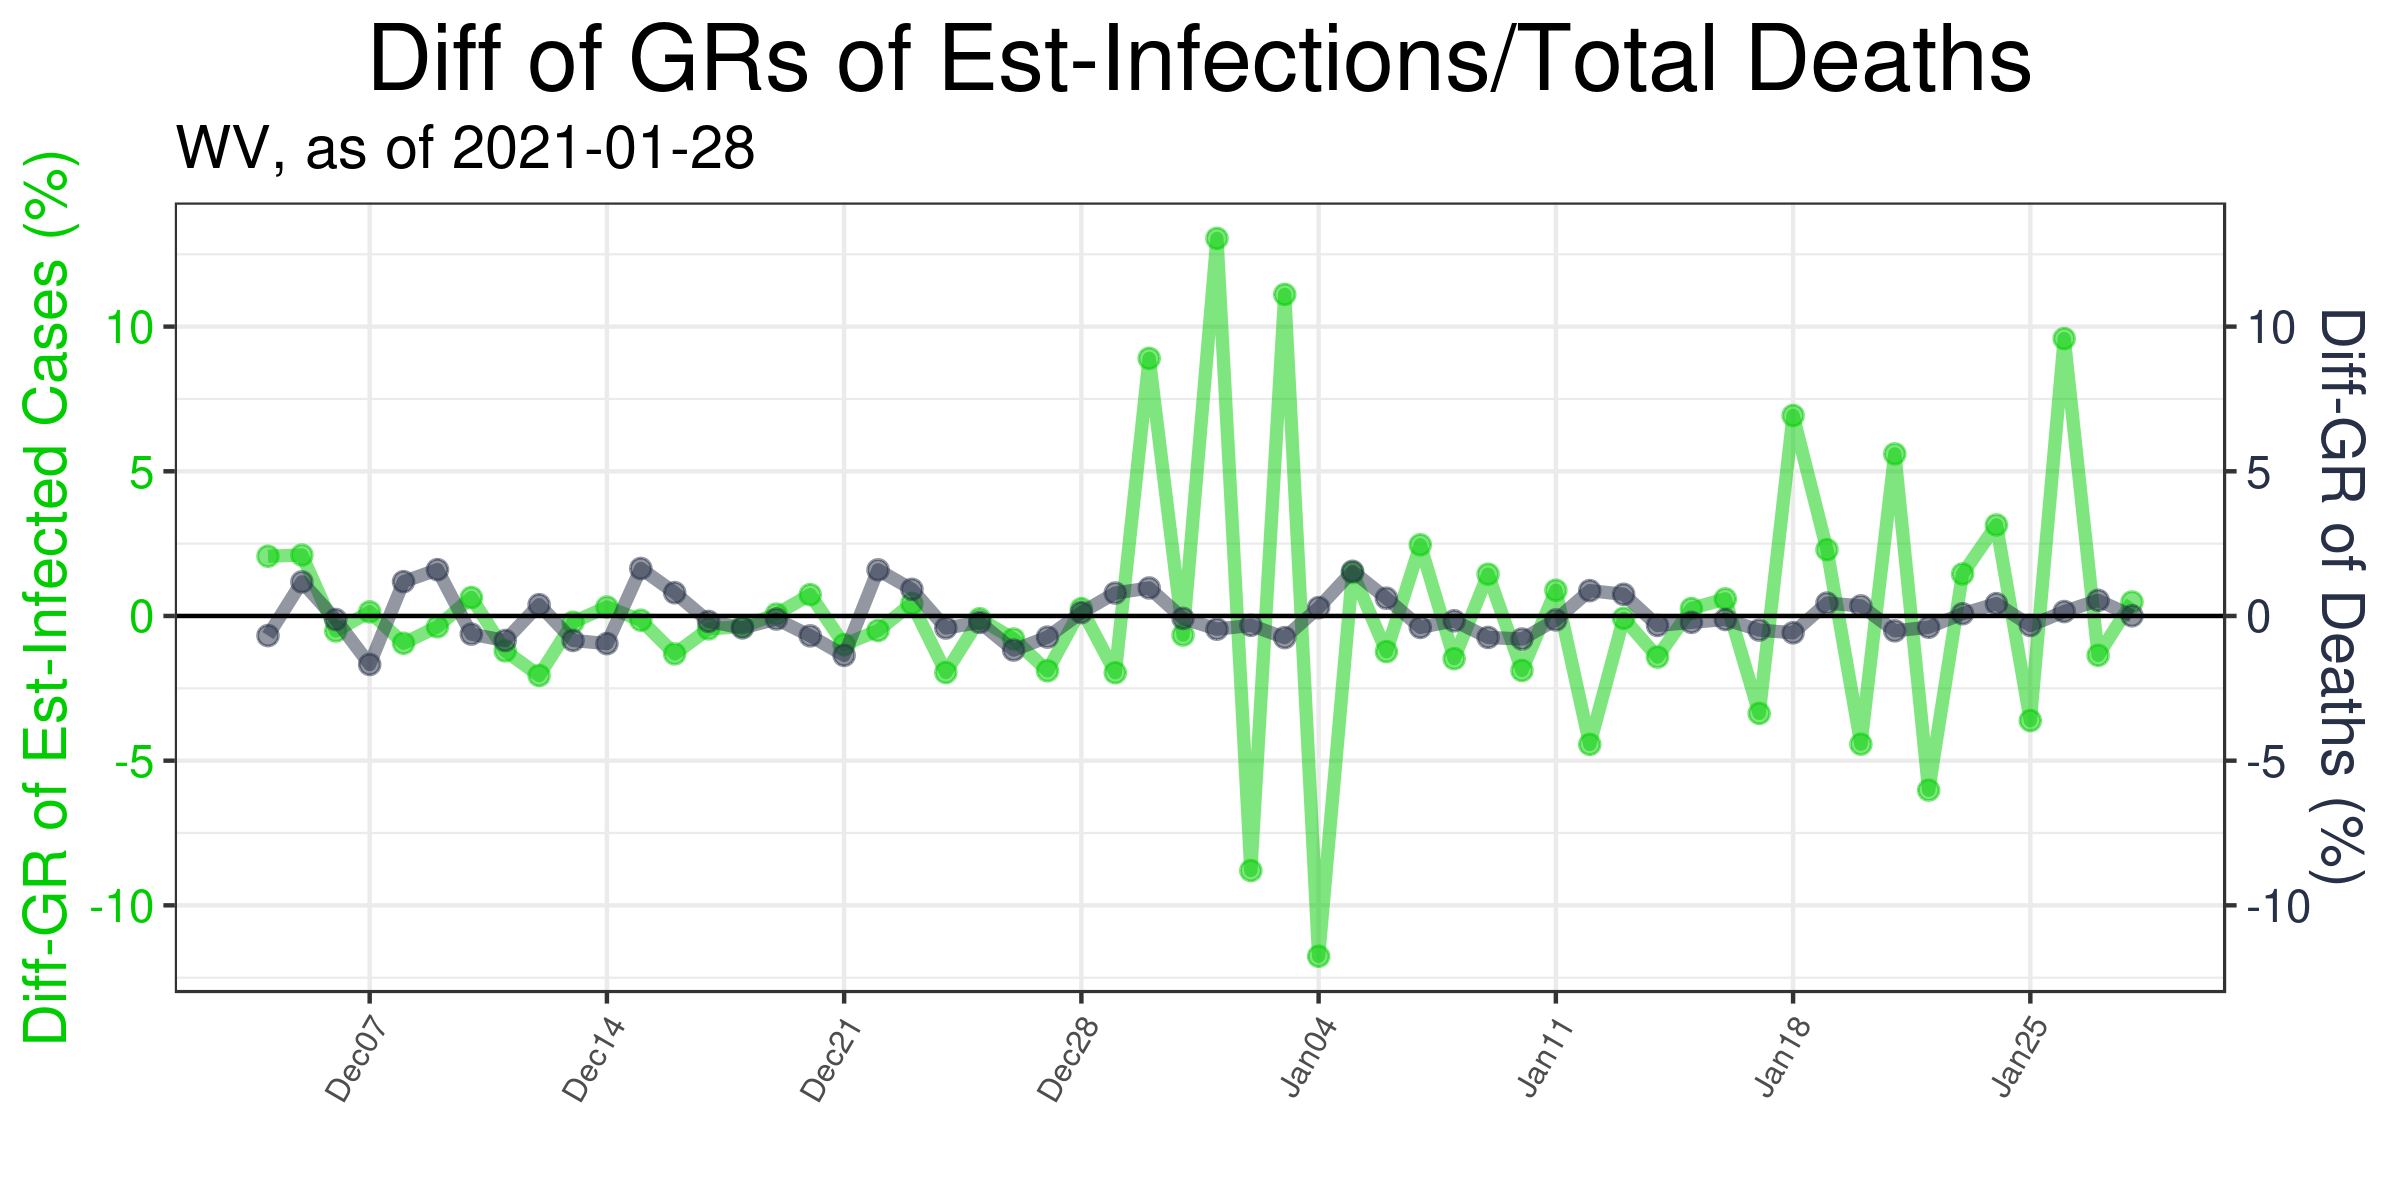 Diff of GRs of Est-Infections/Total Deaths
WV, as of 2021-01-28
Diff-GR of Est-Infected Cases (%)
10
5
0
-5
-10
10
5
0
-5
-10
Diff-GR of Deaths (%)
Dec07
Dec14
Dec21
Dec28
Jan04
Jan11
Jan18
Jan25